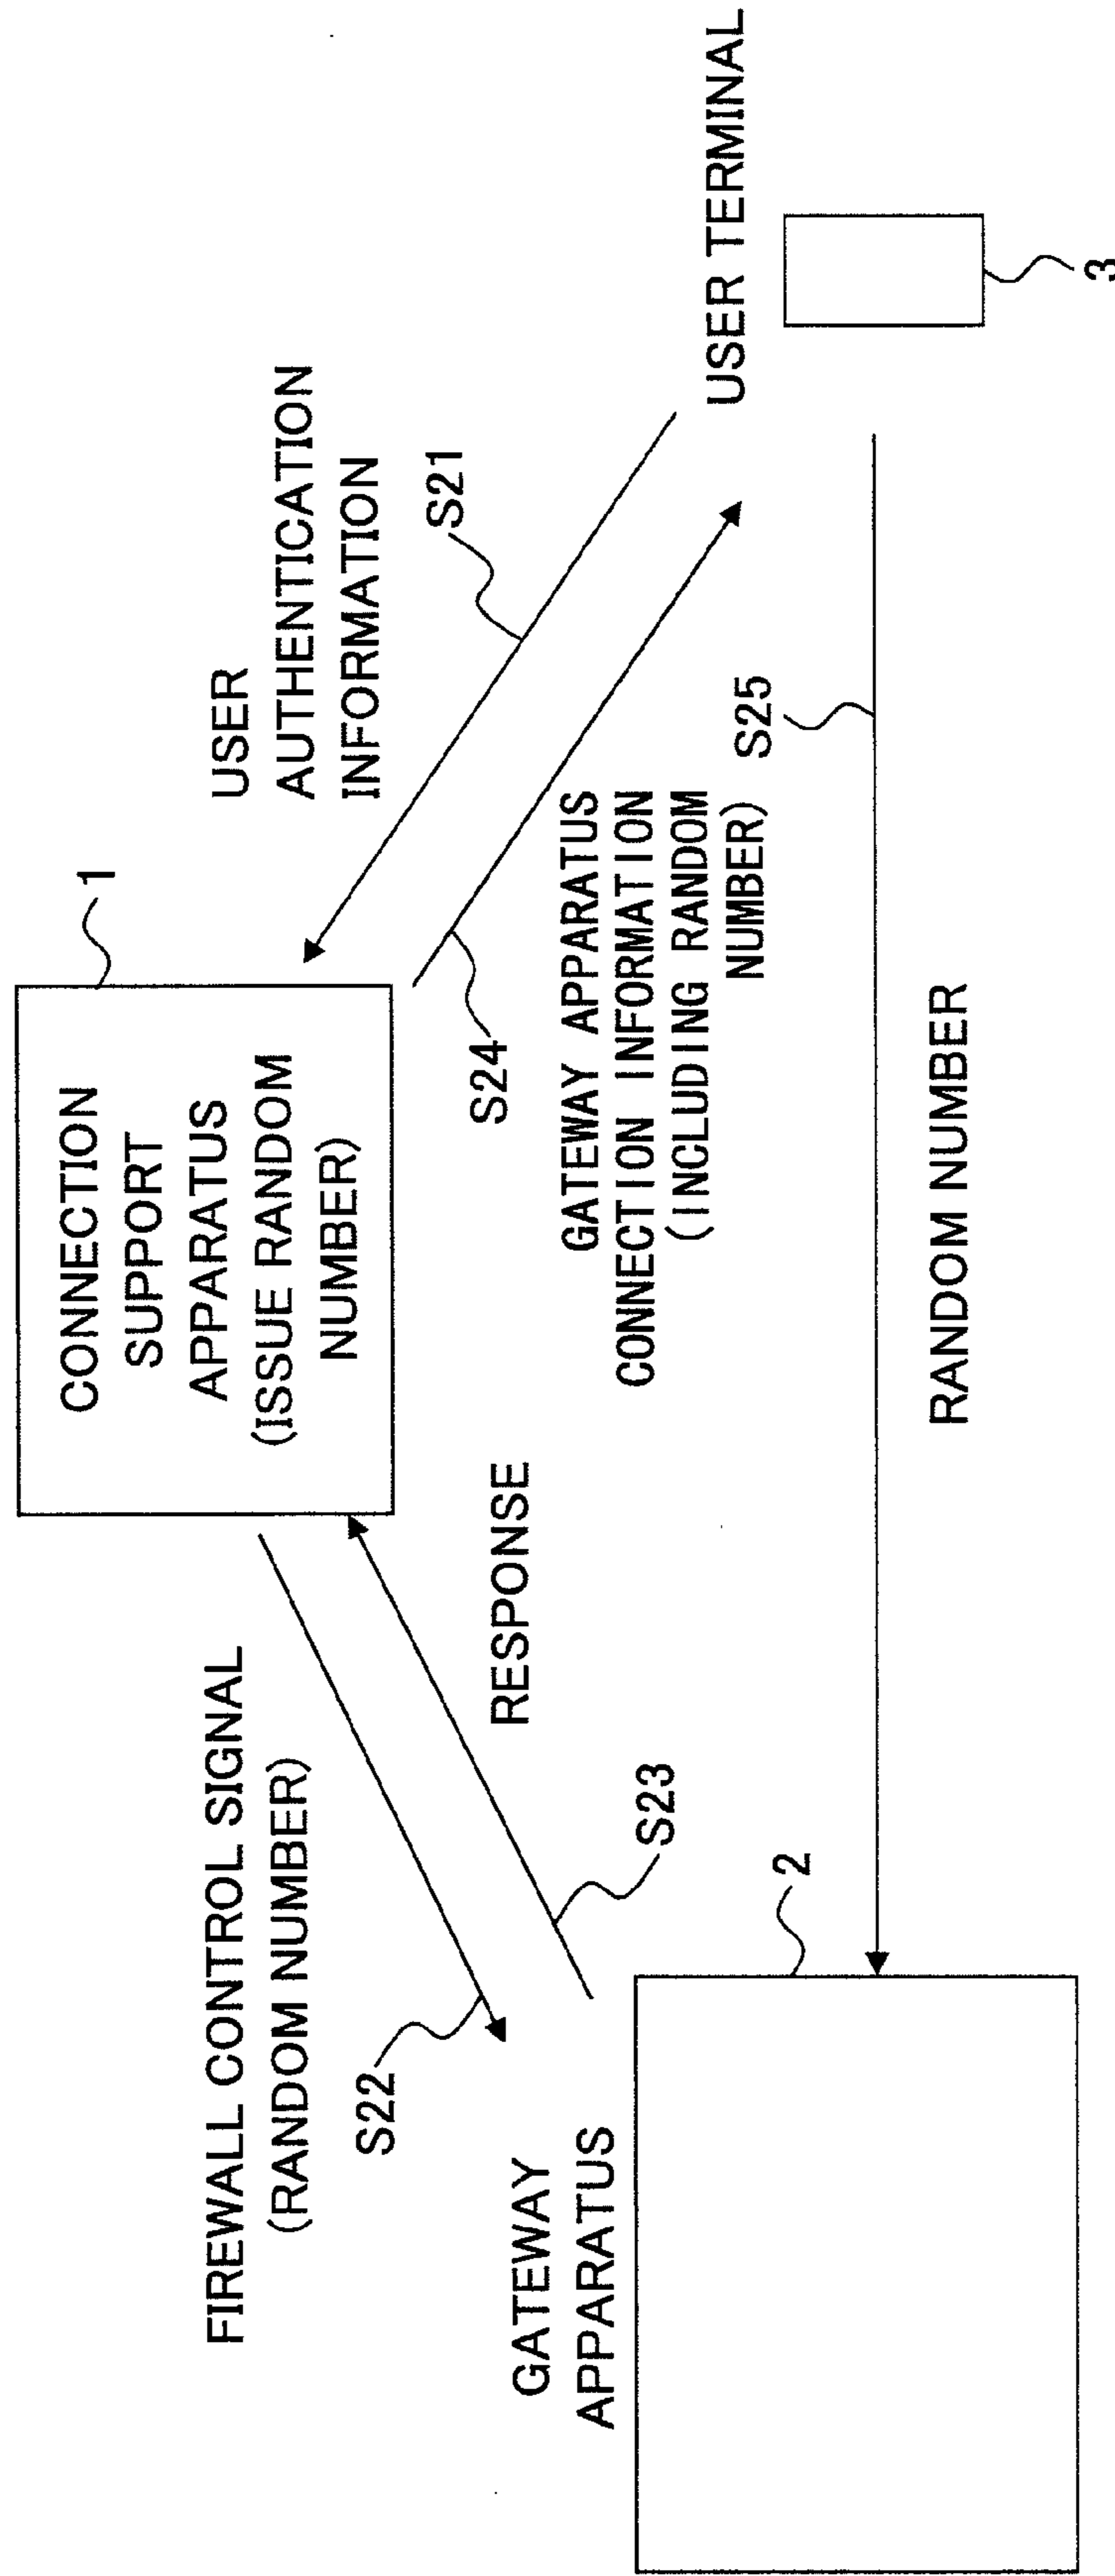 CONNECTION
SUPPORT
APPARATUS
(ISSUE RANDOM
NUMBER)
1
FIREWALL CONTROL SIGNAL
(RANDOM NUMBER)
S22
RESPONSE
S23
USER
AUTHENTICATION
INFORMATION
S21
S24
GATEWAY APPARATUS
CONNECTION INFORMATION
(INCLUDING RANDOM
NUMBER)
S25
USER TERMINAL
3
GATEWAY
APPARATUS
2
RANDOM NUMBER